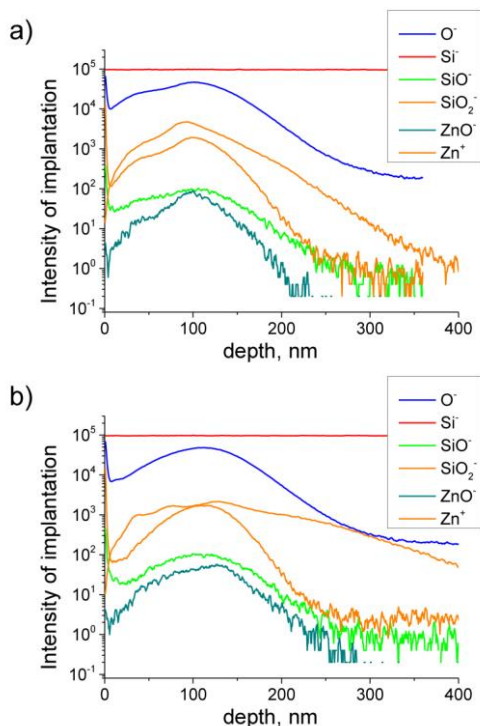 a)
Intensity of implantation
10⁶
10⁵
10⁴
10³
10²
10¹
10⁰
10⁻¹
0
100
200
300
400
depth, nm
O⁻
Si⁻
SiO⁻
SiO₂⁻
ZnO⁻
Zn⁺
b)
Intensity of implantation
10⁶
10⁵
10⁴
10³
10²
10¹
10⁰
10⁻¹
0
100
200
300
400
depth, nm
O⁻
Si⁻
SiO⁻
SiO₂⁻
ZnO⁻
Zn⁺